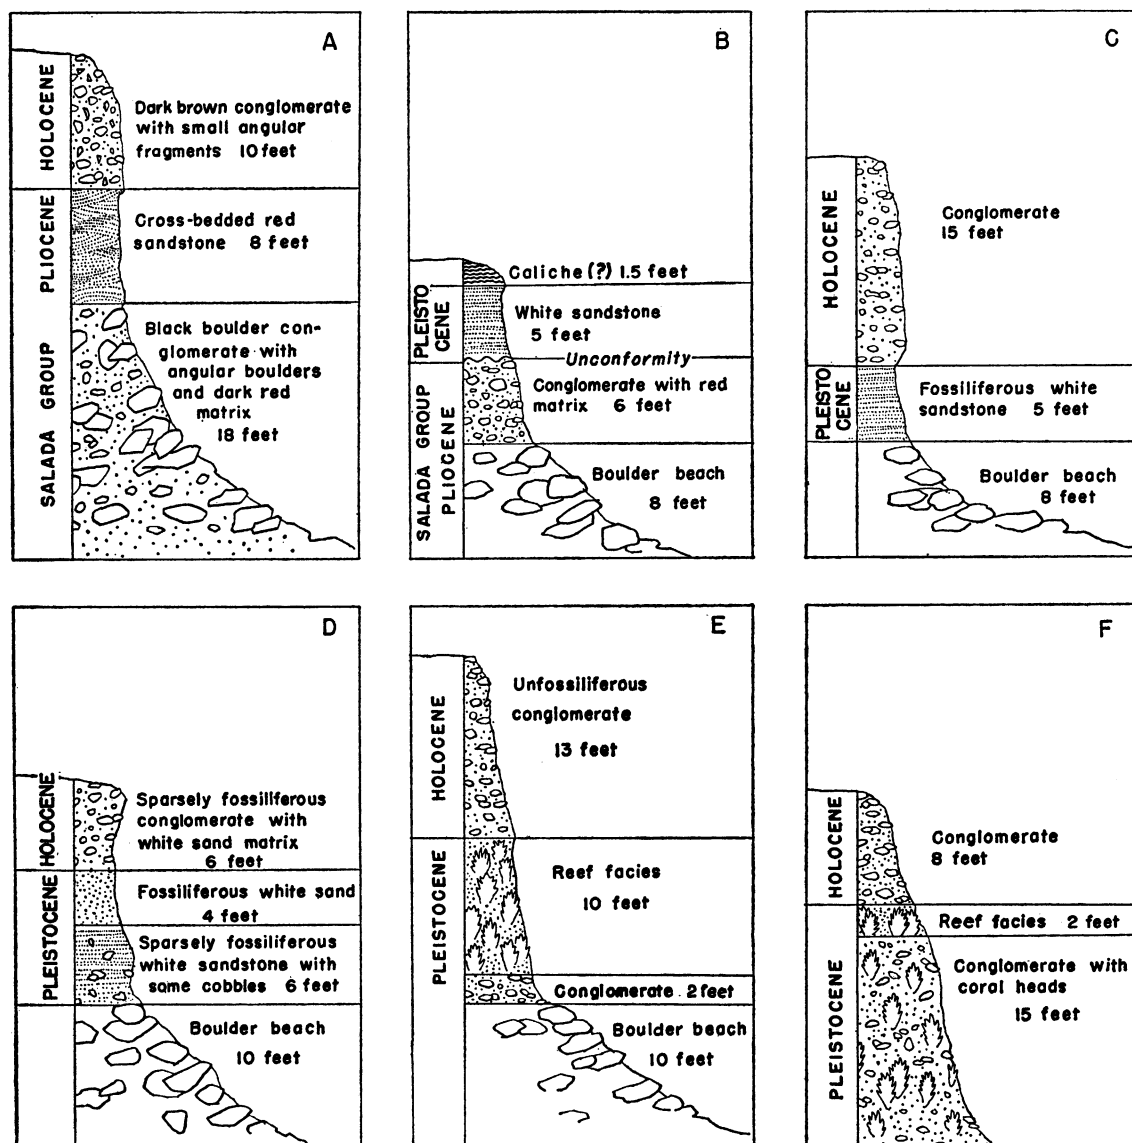 A
HOLOCENE
Dark brown conglomerate
with small angular
fragments 10 feet
PLIOCENE
Cross-bedded red
sandstone 8 feet
SALADA GROUP
Black boulder con-
glomerate with
angular boulders
and dark red
matrix
18 feet
B
Caliche (?) 1.5 feet
PLEISTO
CENE
White sandstone
5 feet
Unconformity
SALADA GROUP
PLIOCENE
Conglomerate with red
matrix 6 feet
Boulder beach
8 feet
C
HOLOCENE
Conglomerate
15 feet
PLEISTO
CENE
Fossiliferous white
sandstone 5 feet
Boulder beach
8 feet
D
HOLOCENE
Sparsely fossiliferous
conglomerate with
white sand matrix
6 feet
PLEISTOCENE
Fossiliferous white sand
4 feet
Sparsely fossiliferous
white sandstone with
some cobbles 6 feet
Boulder beach
10 feet
E
HOLOCENE
Unfossiliferous
conglomerate
13 feet
PLEISTOCENE
Reef facies
10 feet
Conglomerate 2 feet
Boulder beach
10 feet
F
HOLOCENE
Conglomerate
8 feet
Reef facies 2 feet
PLEISTOCENE
Conglomerate with
coral heads
15 feet